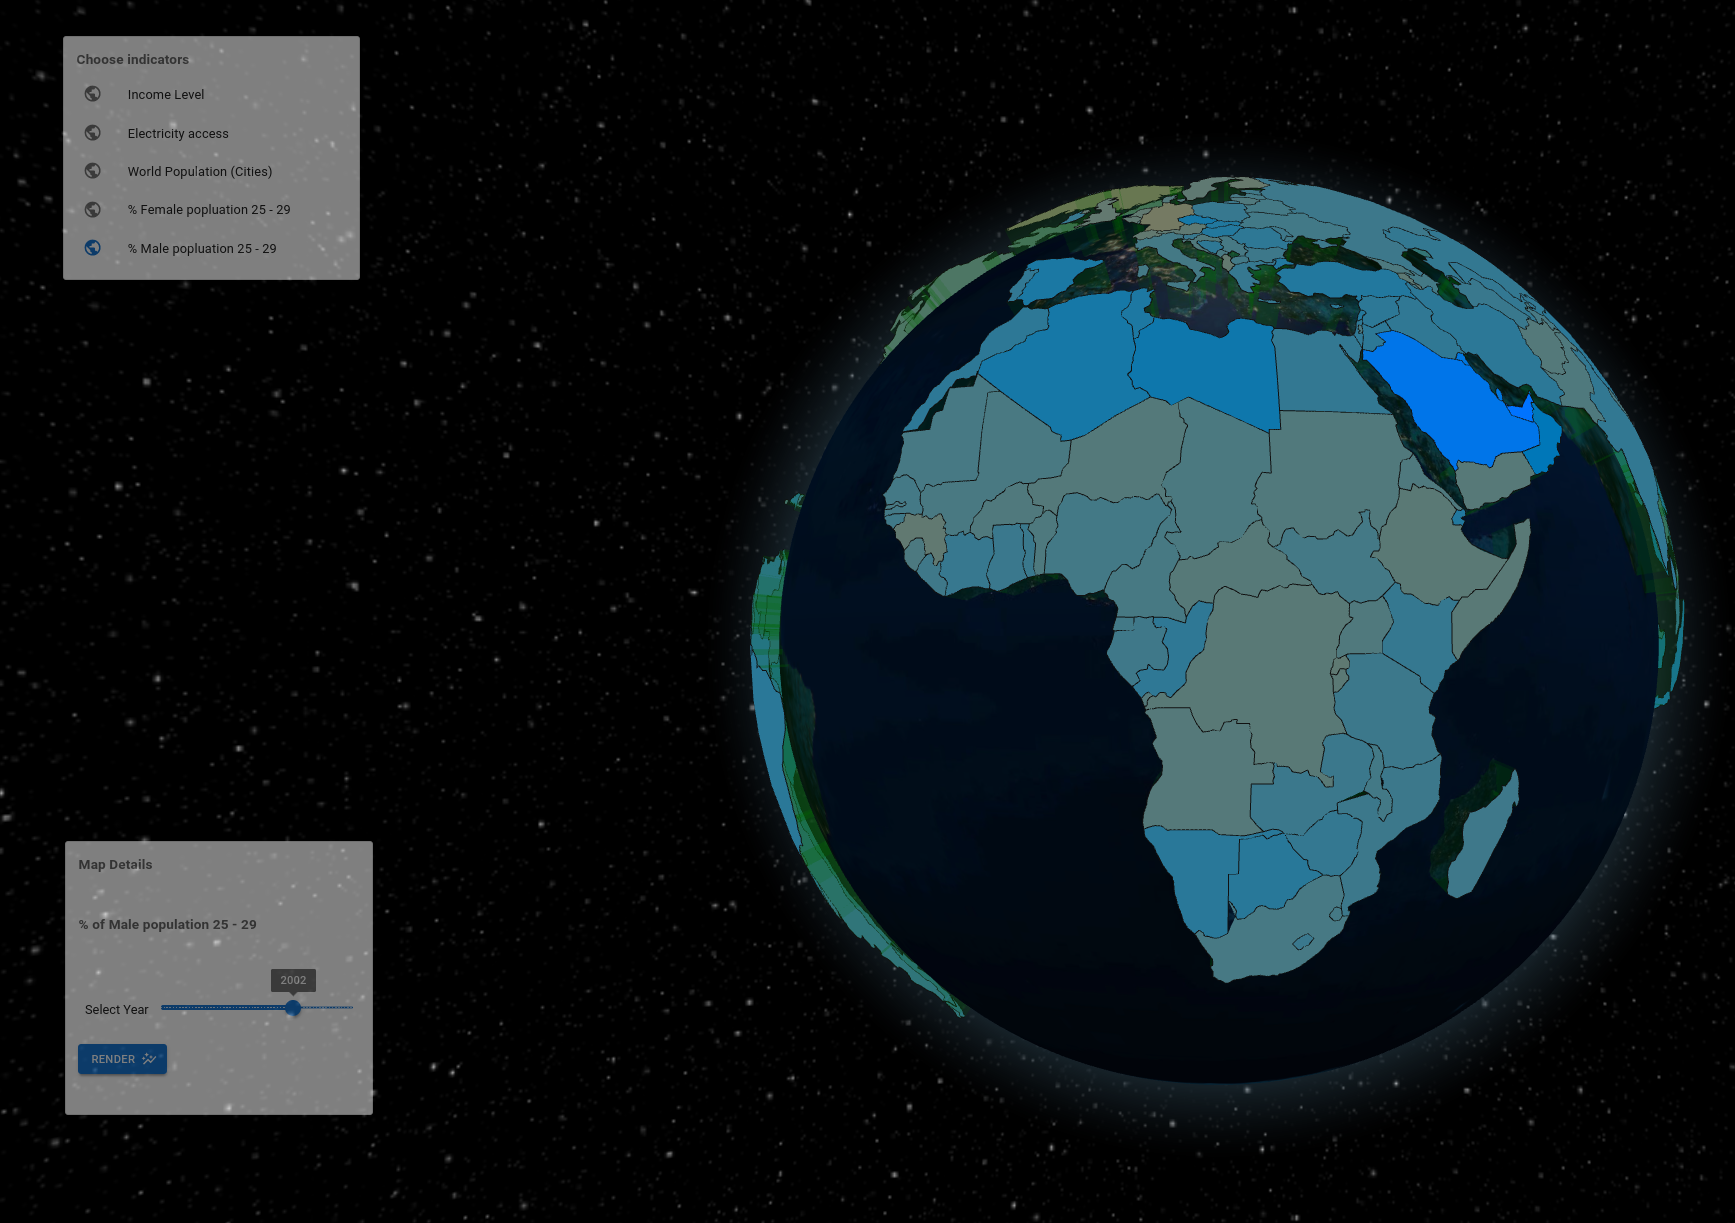 Choose indicators
Income Level
Electricity access
World Population (Cities)
% Female popluation 25 - 29
% Male popluation 25 - 29
Map Details
% of Male population 25 - 29
2002
Select Year
RENDER